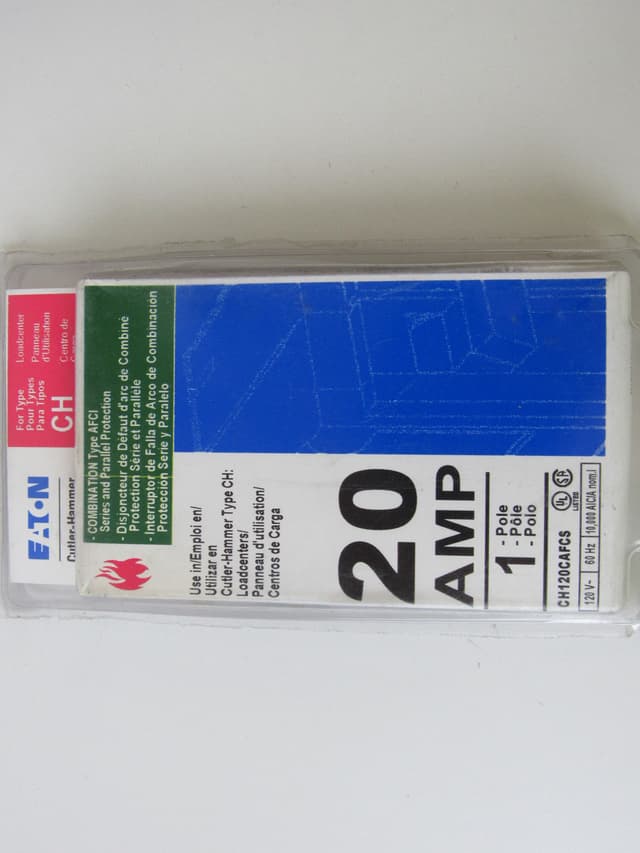 For Type
Pour Types
Para Tipos
CH
Loadcenter
Panneau
d'Utilisation
Centro de
EATON
Cutler-Hammer
- COMBINATION Type AFCI
Series and Parallel Protection
- Disjoncteur de Défaut d'arc de Combiné
Protection Série et Parallèle
- Interruptor de Falla de Arco de Combinación
Protección Serie y Paralelo
Use in/Emploi en/
Utilizar en
Cutler-Hammer Type CH:
Loadcenters/
Panneau d'utilisation/
Centros de Carga
20
AMP
1 - Pole
- Pôle
- Polo
CH120CAFCS
UL
LISTED
SA
120 V~ 60 Hz 10,000 AIC/A nom.I